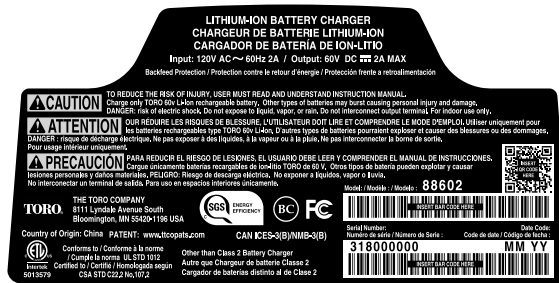 LITHIUM-ION BATTERY CHARGER
CHARGEUR DE BATTERIE LITHIUM-ION
CARGADOR DE BATERÍA DE ION-LITIO
Input: 120V AC ~ 60Hz 2A / Output: 60V DC ⎓ 2A MAX
Backfeed Protection / Protection contre le retour d'énergie / Protección frente a retroalimentación
CAUTION TO REDUCE THE RISK OF INJURY, USER MUST READ AND UNDERSTAND INSTRUCTION MANUAL.
Charge only TORO 60v Li-Ion rechargeable battery. Other types of batteries may burst causing personal injury and damage,
DANGER: risk of electric shock. Do not expose to liquid, vapor, or rain. Do not interconnect output terminal. For indoor use only.
ATTENTION OUR RÉDUIRE LES RISQUES DE BLESSURE, L'UTILISATEUR DOIT LIRE ET COMPRENDRE LE MODE D'EMPLOI. Utiliser uniquement pour
les batteries rechargeables type TORO 60V Li-Ion, D'autres types de batteries pourraient exploser et causer des blessures ou des dommages,
DANGER : risque de décharge électrique, Ne pas exposer à des liquides, à la vapeur ou à la pluie. Ne pas interconnecter la borne de sortie,
Pour usage intérieur uniquement.
PRECAUCIÓN PARA REDUCIR EL RIESGO DE LESIONES, EL USUARIO DEBE LEER Y COMPRENDER EL MANUAL DE INSTRUCCIONES.
Cargue únicamente baterías recargables de ion-litio TORO de 60 V, Otros tipos de batería pueden explotar y causar
lesiones personales y daños materiales, PELIGRO: Riesgo de descarga eléctrica, No exponer a líquidos, vapor o lluvia,
No interconectar un terminal de salida. Para uso en espacios interiores únicamente.
INSERT
QR CODE
HERE
Model: / Modèle : / Modelo : 88602
INSERT BAR CODE HERE
TORO.
THE TORO COMPANY
8111 Lyndale Avenue South
Bloomington, MN 55420-1196 USA
SGS ENERGY
EFFICIENCY
BC
FC
Country of Origin: China PATENT: www.ttcopats.com
CAN ICES-3(B)/NMB-3(B)
Serial Number: Date Code:
Numéro de série / Número de Serie : Code de date / Código de fecha :
318000000 MM YY
INSERT BAR CODE HERE
ETL
Intertek
5013579
Conforms to / Conforme à la norme
/ Cumple la norma UL STD 1012
Certified to / Certifié / Homologada según
CSA STD C22,2 No,107,2
Other than Class 2 Battery Charger
Autre que Chargeur de batterie Classe 2
Cargador de baterías distinto al de Clase 2